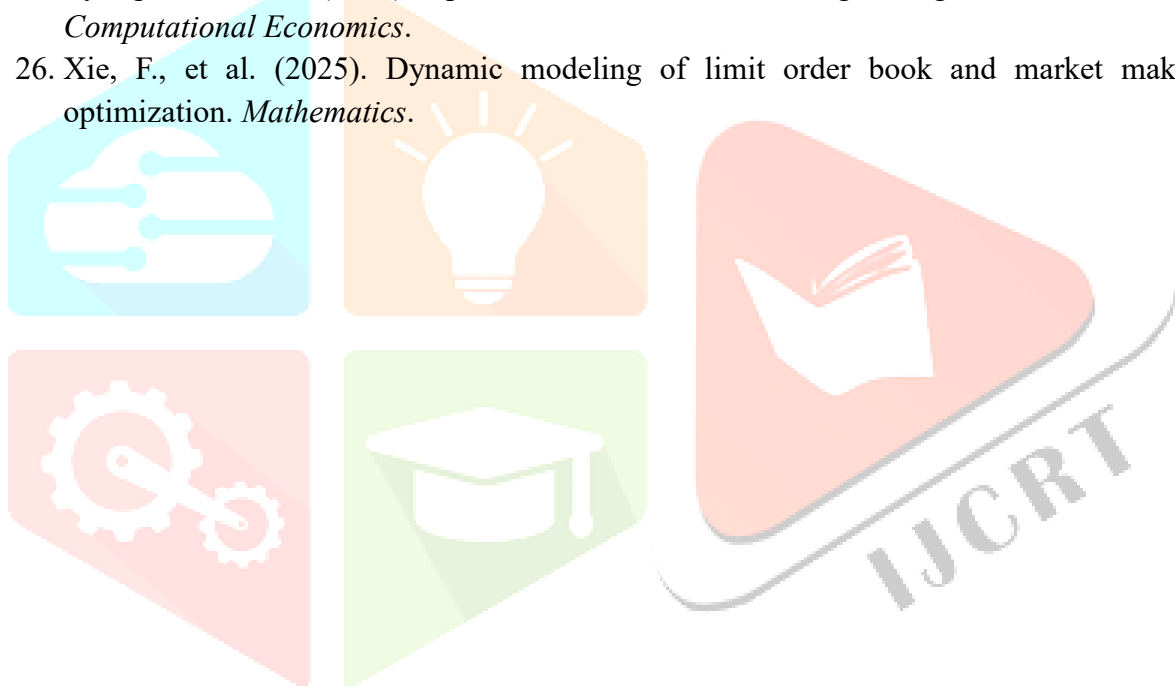 Computational Economics.
26. Xie, F., et al. (2025). Dynamic modeling of limit order book and market mak
optimization. Mathematics.
IJCRT